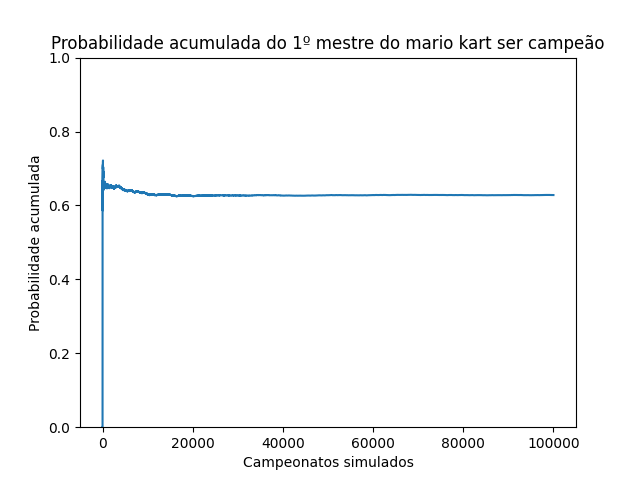 Probabilidade acumulada do 1º mestre do mario kart ser campeão
1.0
0.8
0.6
0.4
0.2
0.0
Probabilidade acumulada
0 20000 40000 60000 80000 100000
Campeonatos simulados